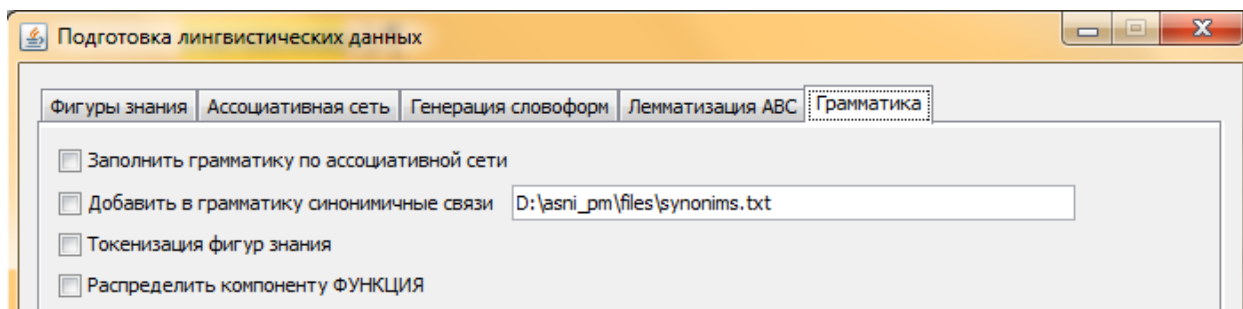 Подготовка лингвистических данных
Фигуры знания Ассоциативная сеть Генерация словоформ Лемматизация АВС Грамматика
Заполнить грамматику по ассоциативной сети
Добавить в грамматику синонимичные связи D:\asni_pm\files\synonims.txt
Токенизация фигур знания
Распределить компоненту ФУНКЦИЯ